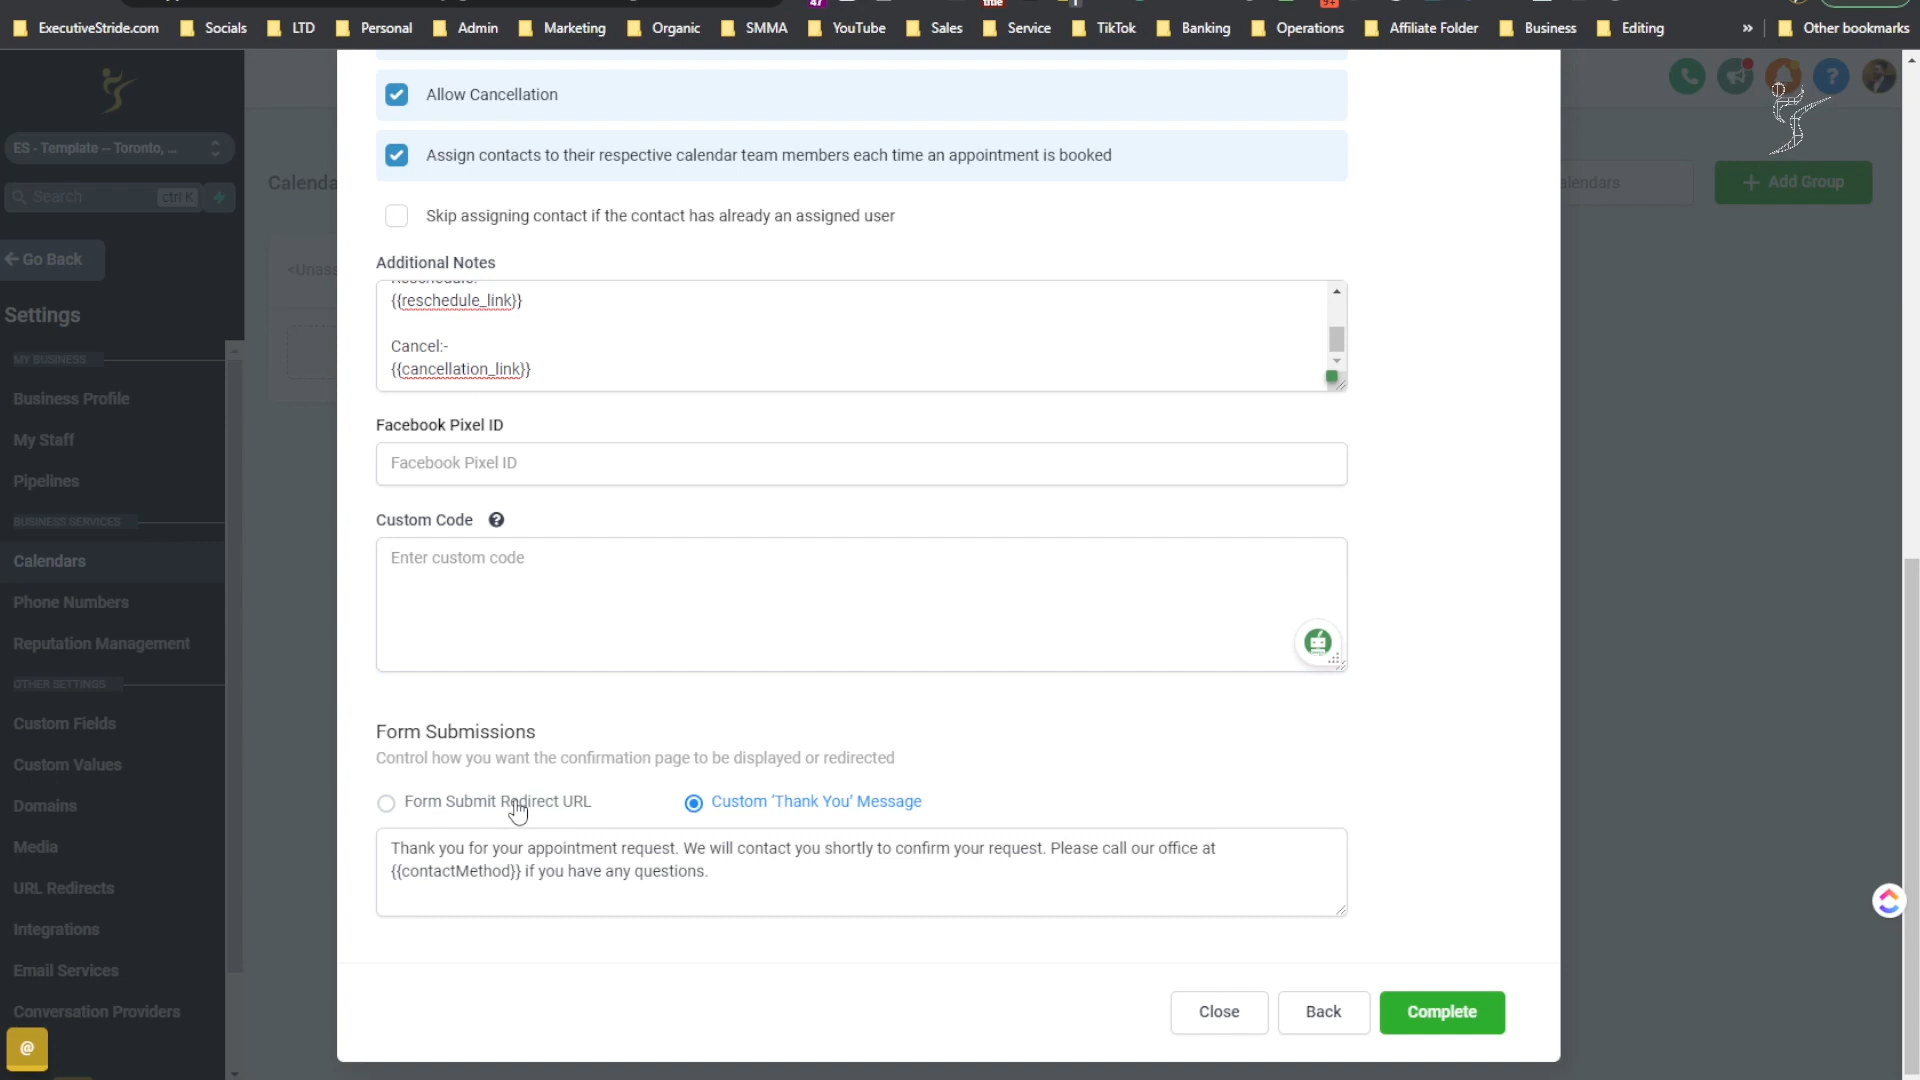 ExecutiveStride.com Socials LTD Personal Admin Marketing Organic SMMA YouTube Sales Service TikTok Banking Operations Affiliate Folder Business Editing » Other bookmarks
47
9+
ES - Template -- Toronto, ...
Search ctrl K
Go Back
Settings
MY BUSINESS
Business Profile
My Staff
Pipelines
BUSINESS SERVICES
Calendars
Phone Numbers
Reputation Management
OTHER SETTINGS
Custom Fields
Custom Values
Domains
Media
URL Redirects
Integrations
Email Services
Conversation Providers
@
Calenda
<Unass
alendars
+ Add Group
?
Allow Cancellation
Assign contacts to their respective calendar team members each time an appointment is booked
Skip assigning contact if the contact has already an assigned user
Additional Notes
{{reschedule_link}}
Cancel:-
{{cancellation_link}}
Facebook Pixel ID
Facebook Pixel ID
Custom Code ?
Enter custom code
Form Submissions
Control how you want the confirmation page to be displayed or redirected
Form Submit Redirect URL Custom 'Thank You' Message
Thank you for your appointment request. We will contact you shortly to confirm your request. Please call our office at
{{contactMethod}} if you have any questions.
Close Back Complete